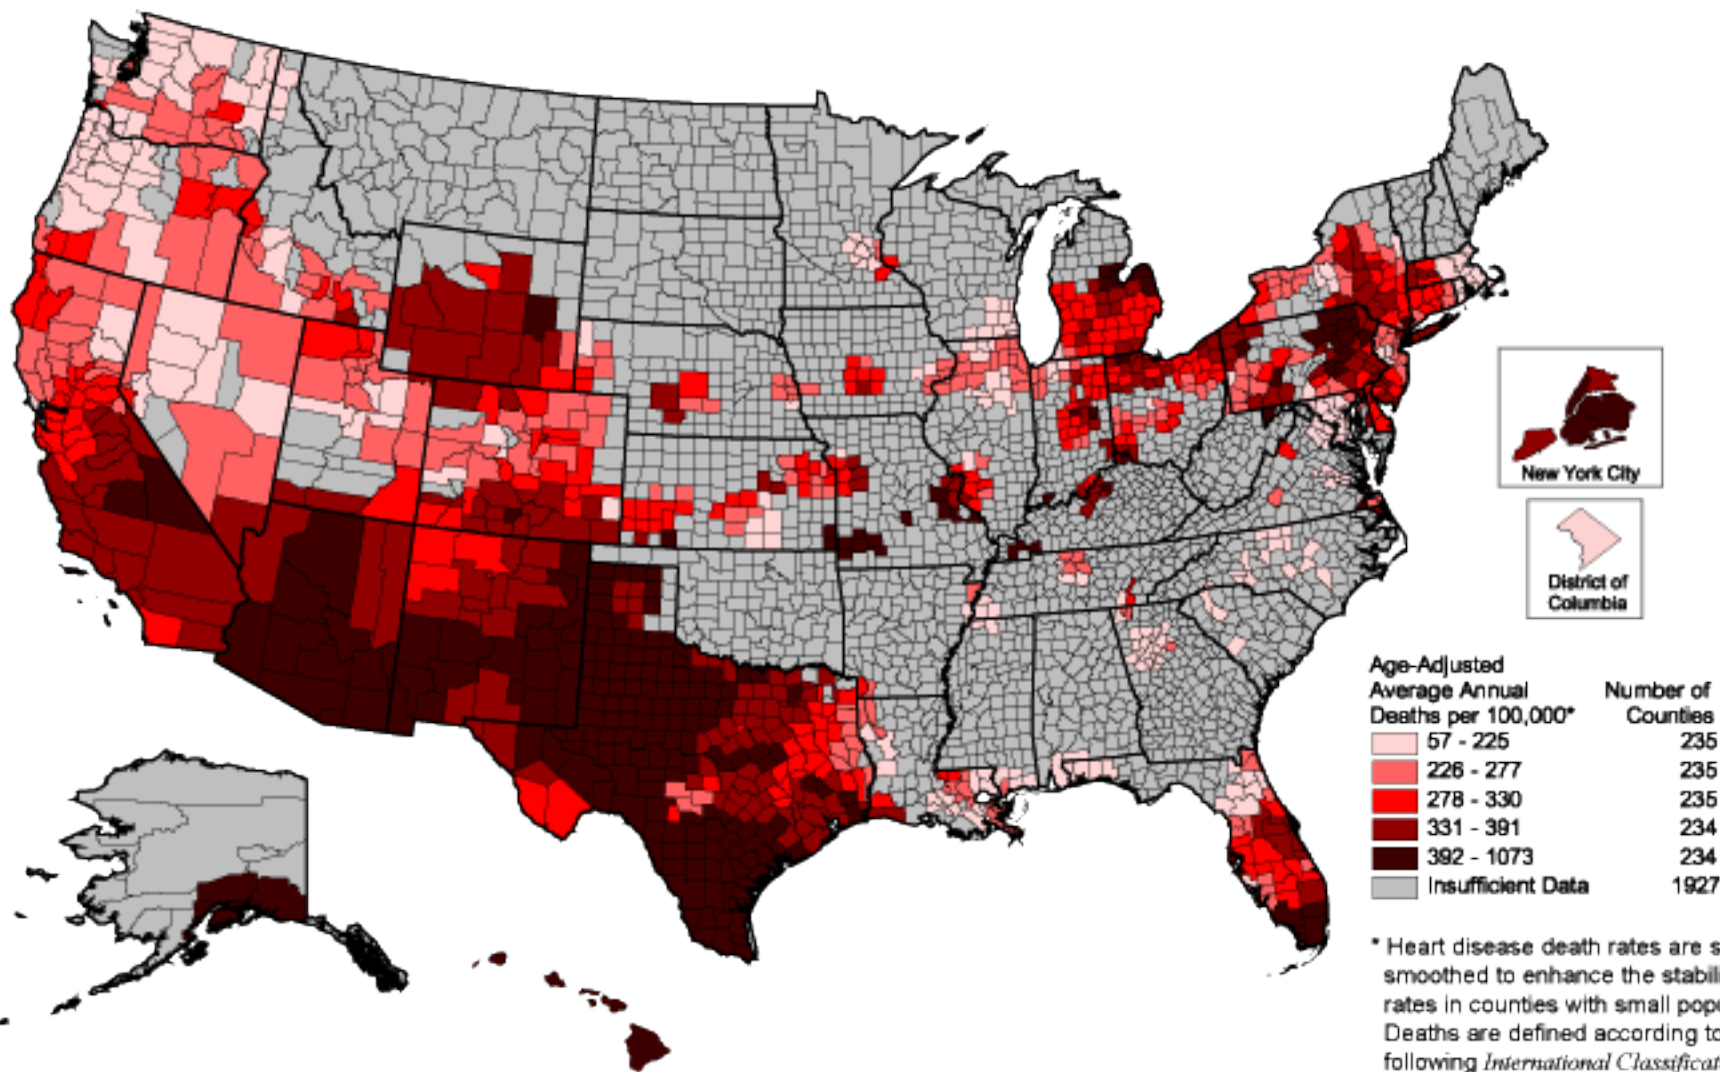 New York City
District of
Columbia
Age-Adjusted
Average Annual Number of
Deaths per 100,000* Counties
57 - 225 235
226 - 277 235
278 - 330 235
331 - 391 234
392 - 1073 234
Insufficient Data 1927
* Heart disease death rates are s
smoothed to enhance the stabili
rates in counties with small pop
Deaths are defined according to
following International Classificat